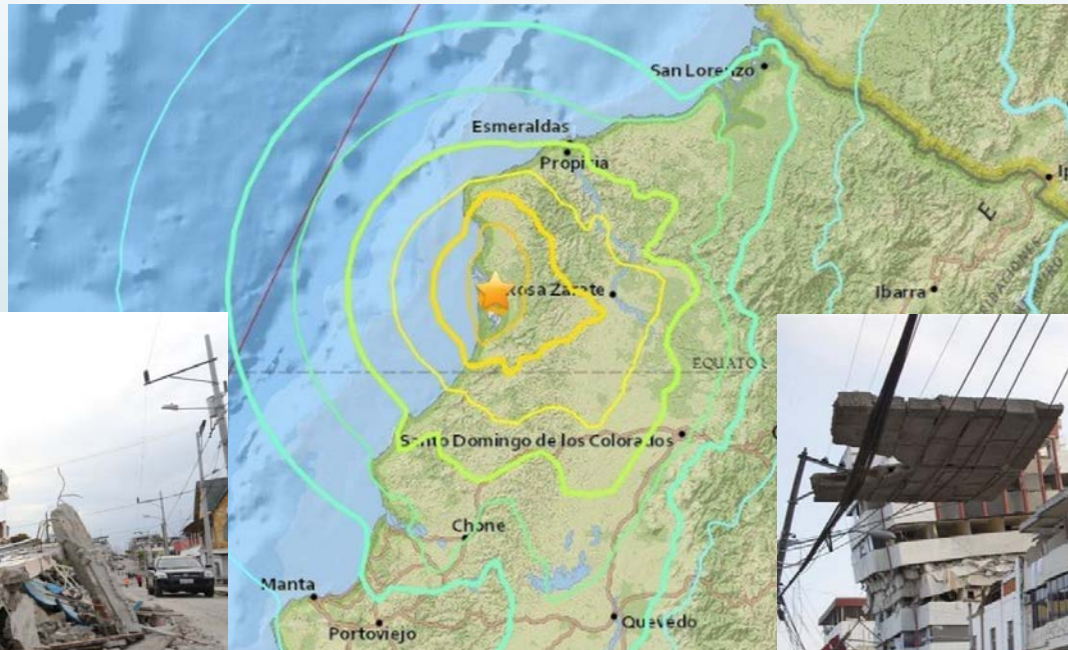 San Lorenzo
Esmeraldas
Propicia
Rosa Zarate
Ibarra
EQUATOR
Santo Domingo de los Colorados
Chone
Manta
Portoviejo
Quevedo